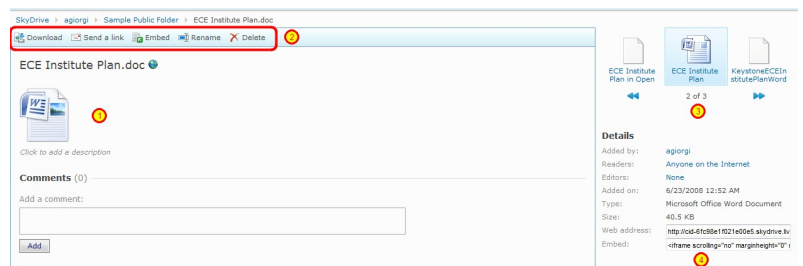 SkyDrive › agiorgi › Sample Public Folder › ECE Institute Plan.doc
Download Send a link Embed Rename Delete 2
ECE Institute Plan.doc
1
Click to add a description
Comments (0)
Add a comment:
Add
ECE Institute Plan in Open
ECE Institute Plan
KeystoneECEInstitutePlanWord
2 of 3
3
Details
Added by: agiorgi
Readers: Anyone on the Internet
Editors: None
Added on: 6/23/2008 12:52 AM
Type: Microsoft Office Word Document
Size: 40.5 KB
Web address: http://cid-6fc98e1f021e00e5.skydrive.liv
Embed: <iframe scrolling="no" marginheight="0"
4